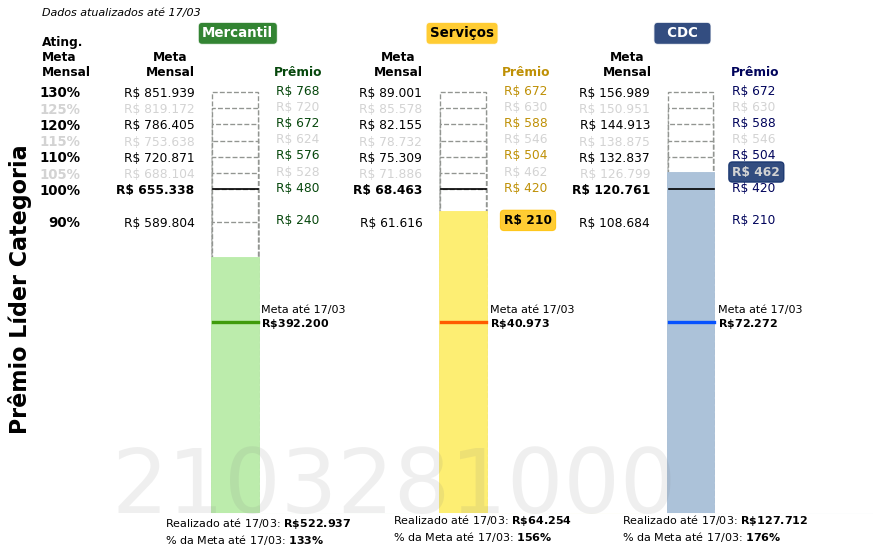 Dados atualizados até 17/03
Mercantil
Serviços
CDC
Ating.
Meta
Mensal
Meta
Mensal
Prêmio
Meta
Mensal
Prêmio
Meta
Mensal
Prêmio
130% R$ 851.939 R$ 768 R$ 89.001 R$ 672 R$ 156.989 R$ 672
125% R$ 819.172 R$ 720 R$ 85.578 R$ 630 R$ 150.951 R$ 630
120% R$ 786.405 R$ 672 R$ 82.155 R$ 588 R$ 144.913 R$ 588
115% R$ 753.638 R$ 624 R$ 78.732 R$ 546 R$ 138.875 R$ 546
110% R$ 720.871 R$ 576 R$ 75.309 R$ 504 R$ 132.837 R$ 504
105% R$ 688.104 R$ 528 R$ 71.886 R$ 462 R$ 126.799 R$ 462
100% R$ 655.338 R$ 480 R$ 68.463 R$ 420 R$ 120.761 R$ 420
90% R$ 589.804 R$ 240 R$ 61.616 R$ 210 R$ 108.684 R$ 210
Prêmio Líder Categoria
Meta até 17/03
R$392.200
Meta até 17/03
R$40.973
Meta até 17/03
R$72.272
2103281000
Realizado até 17/03: R$522.937
% da Meta até 17/03: 133%
Realizado até 17/03: R$64.254
% da Meta até 17/03: 156%
Realizado até 17/03: R$127.712
% da Meta até 17/03: 176%